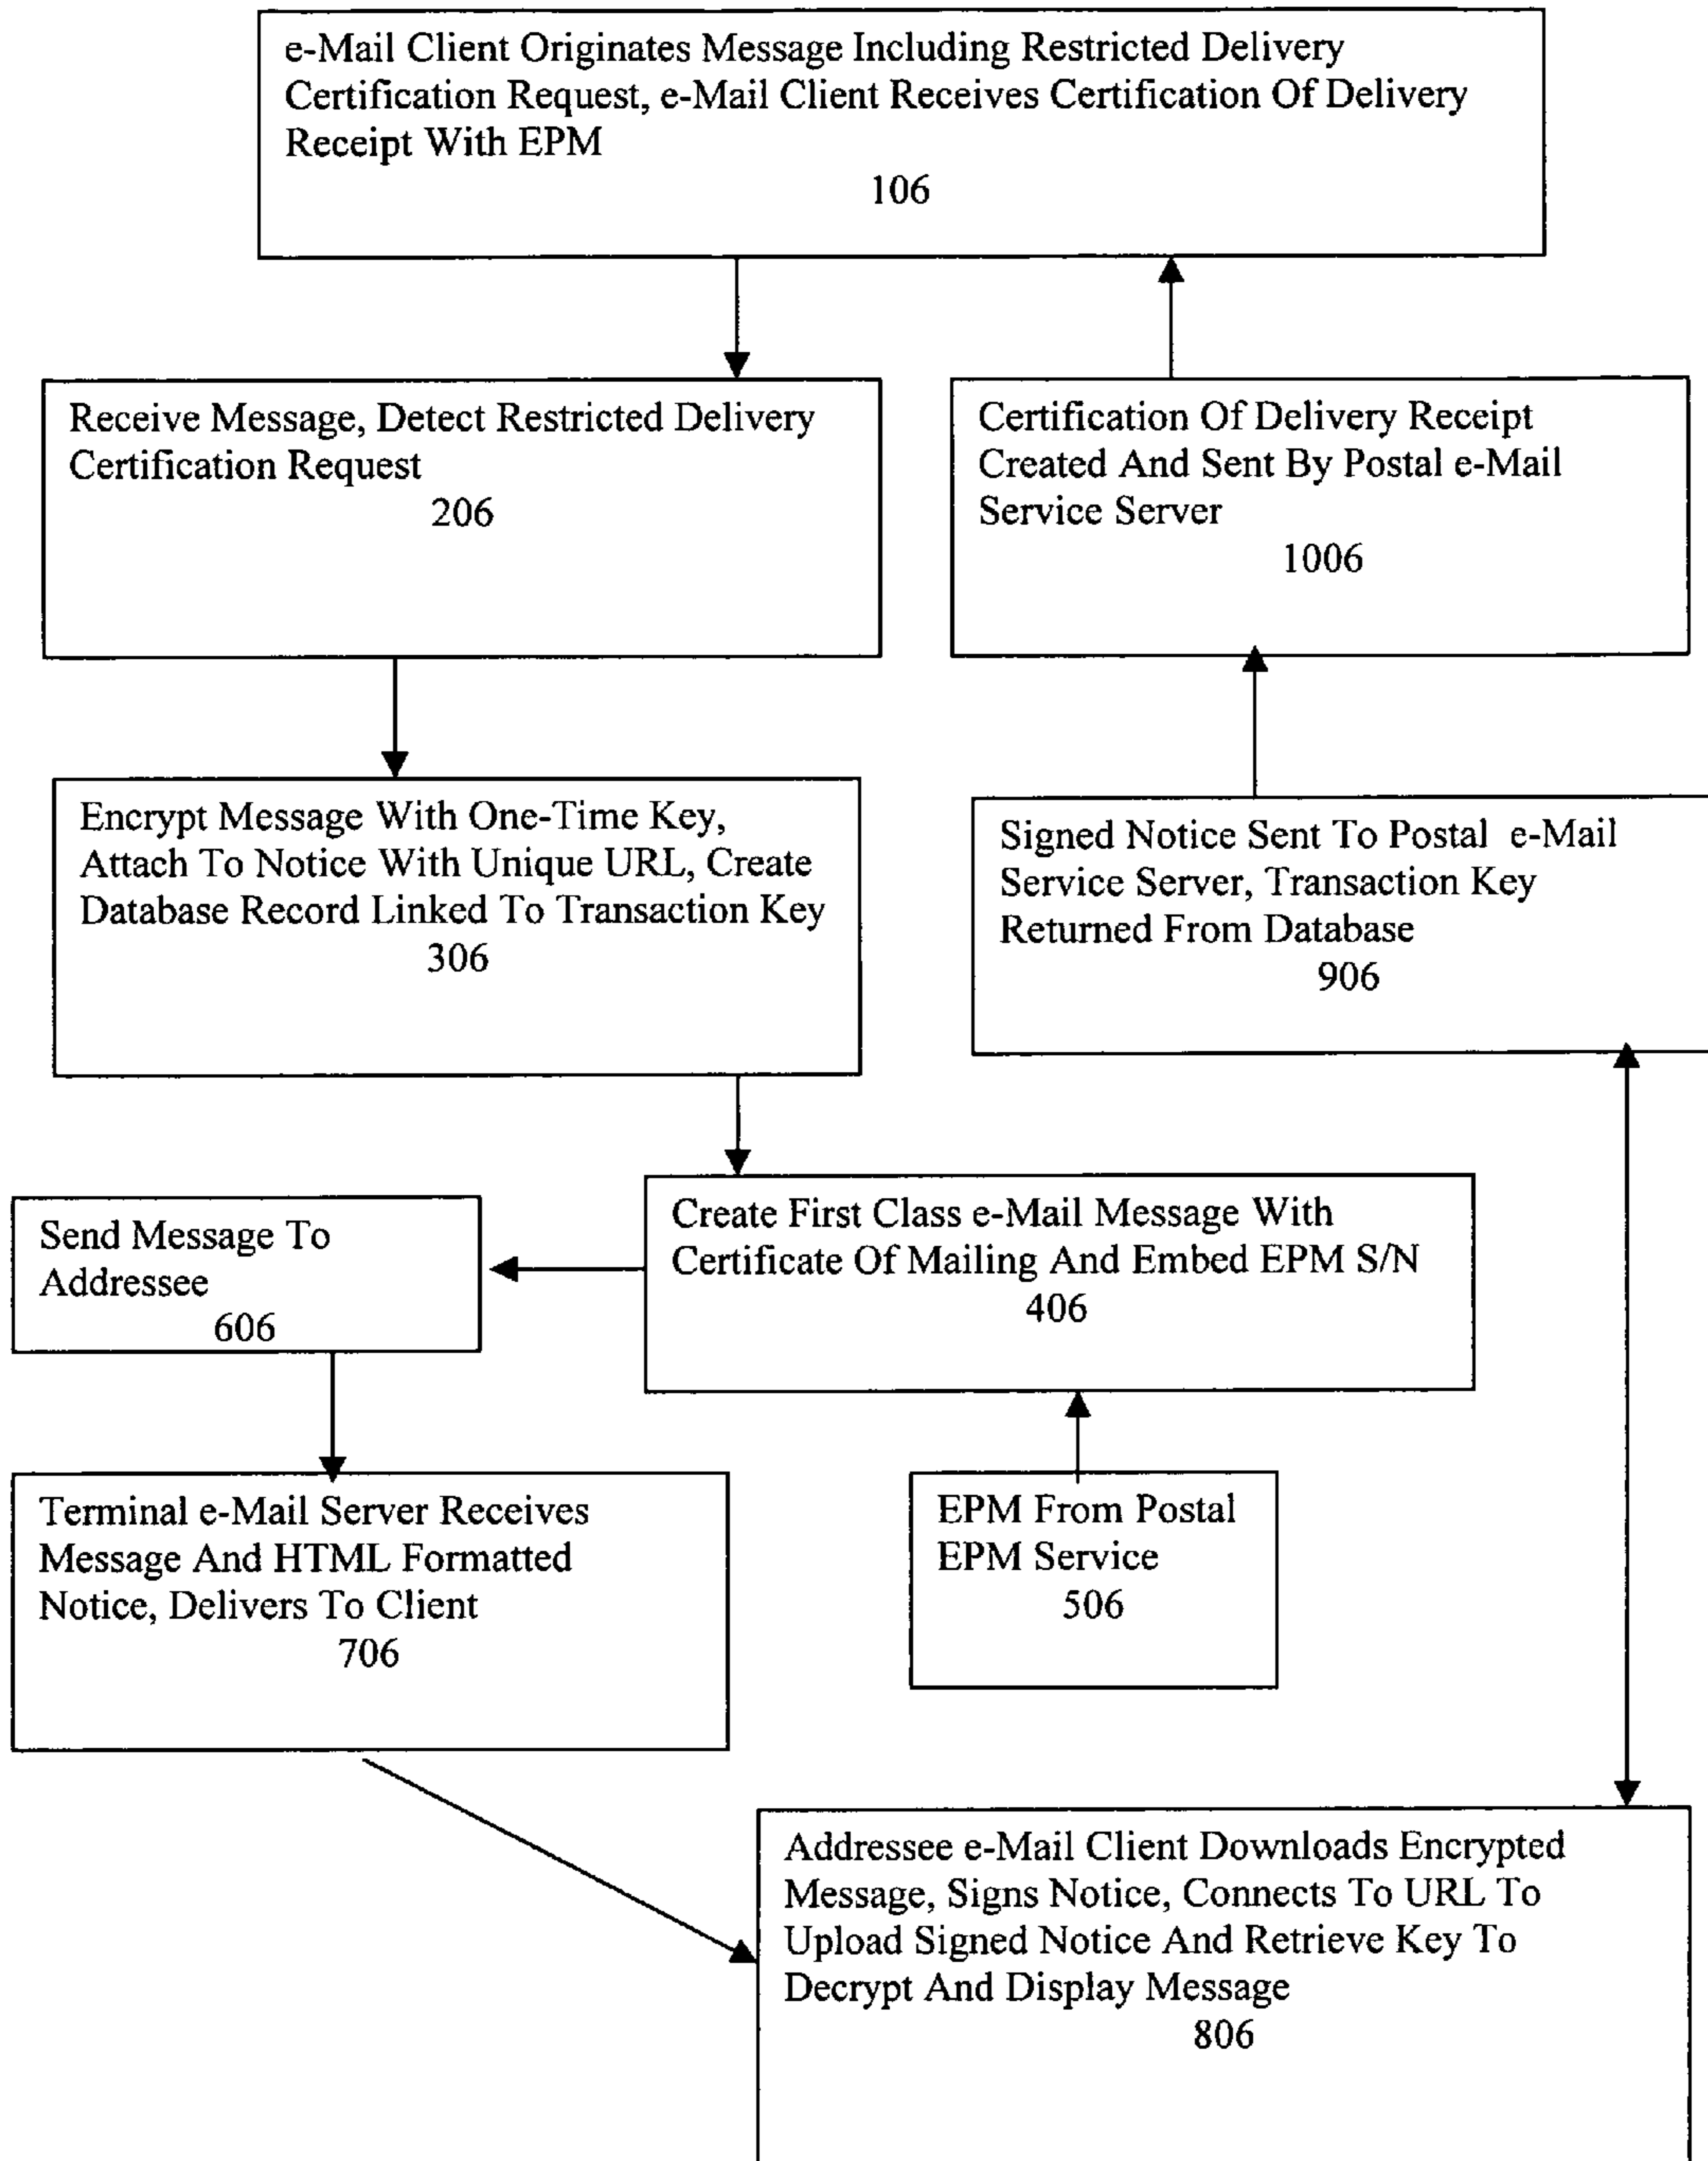 e-Mail Client Originates Message Including Restricted Delivery
Certification Request, e-Mail Client Receives Certification Of Delivery
Receipt With EPM
106
Receive Message, Detect Restricted Delivery
Certification Request
206
Certification Of Delivery Receipt
Created And Sent By Postal e-Mail
Service Server
1006
Encrypt Message With One-Time Key,
Attach To Notice With Unique URL, Create
Database Record Linked To Transaction Key
306
Signed Notice Sent To Postal e-Mail
Service Server, Transaction Key
Returned From Database
906
Send Message To
Addressee
606
Create First Class e-Mail Message With
Certificate Of Mailing And Embed EPM S/N
406
Terminal e-Mail Server Receives
Message And HTML Formatted
Notice, Delivers To Client
706
EPM From Postal
EPM Service
506
Addressee e-Mail Client Downloads Encrypted
Message, Signs Notice, Connects To URL To
Upload Signed Notice And Retrieve Key To
Decrypt And Display Message
806